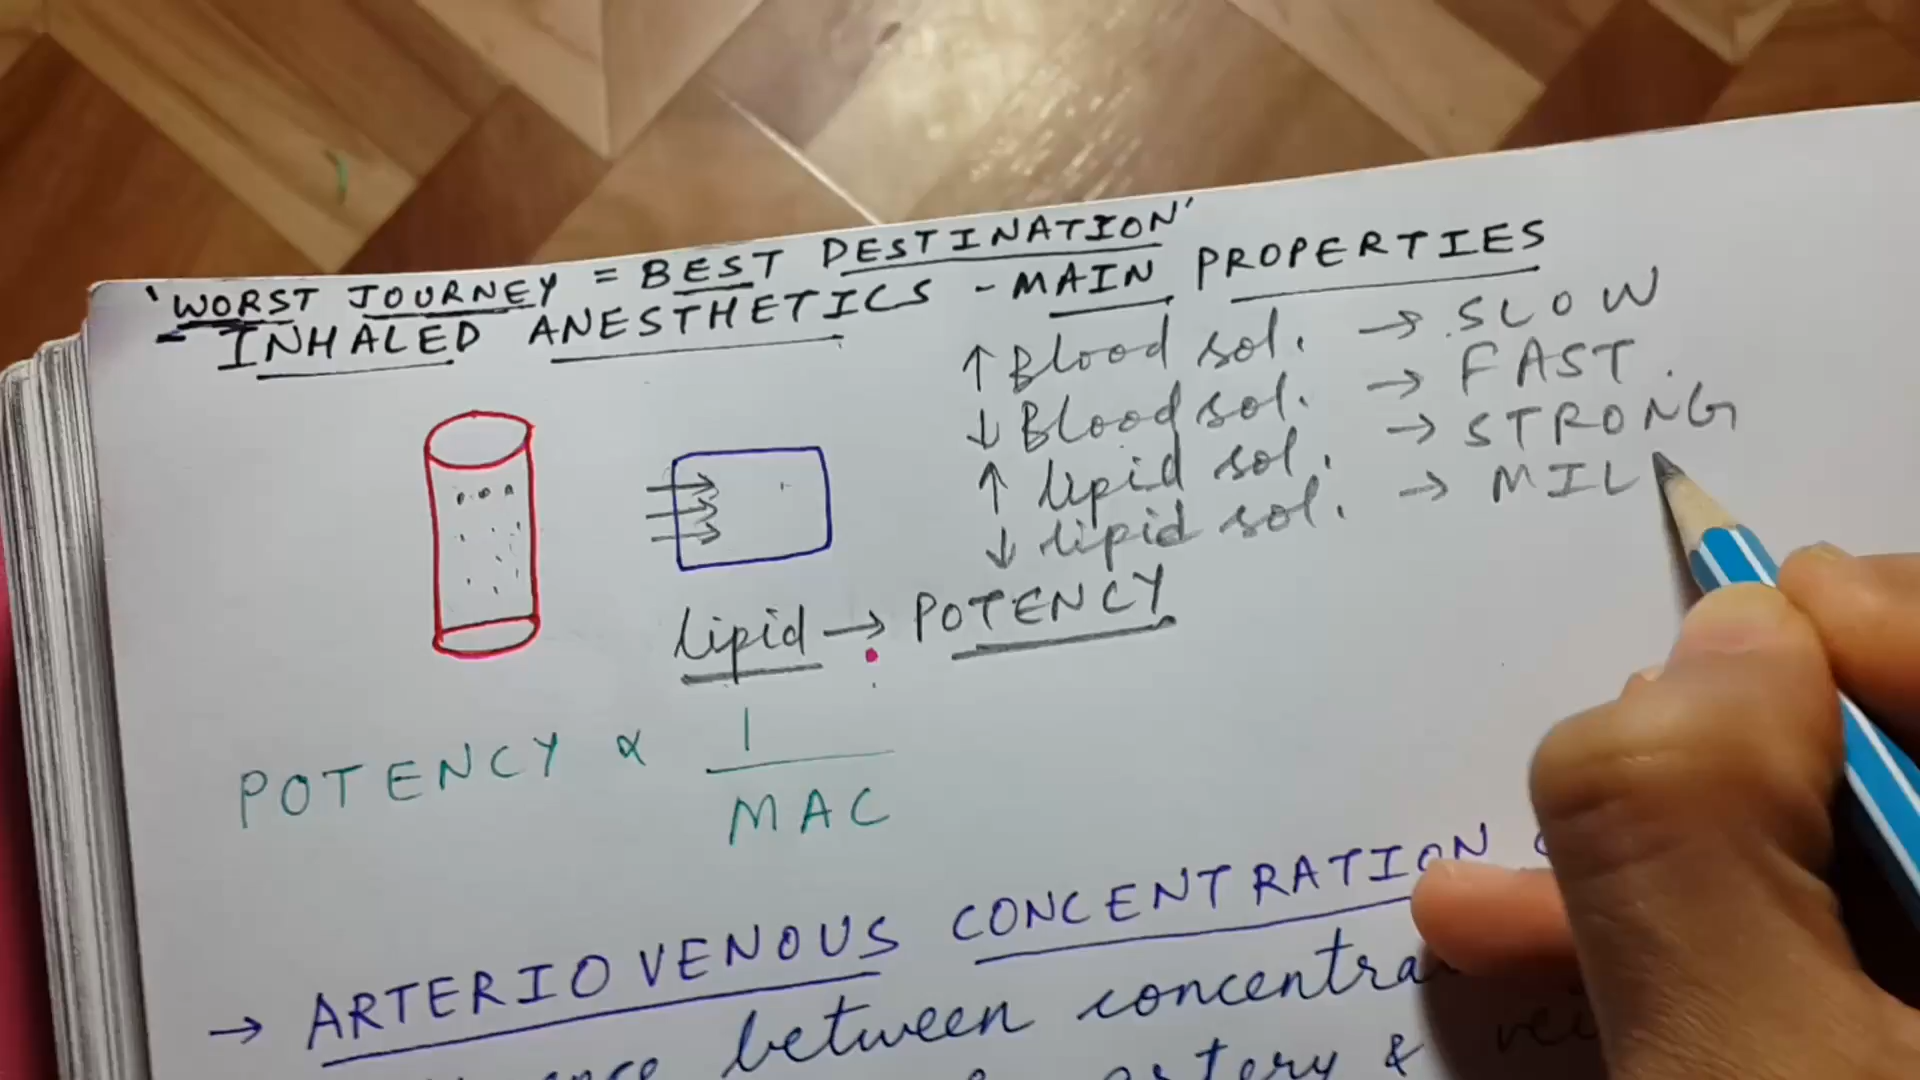 'WORST JOURNEY = BEST DESTINATION'
- INHALED ANESTHETICS - MAIN PROPERTIES
↑ Blood sol. → SLOW
↓ Blood sol. → FAST.
↑ lipid sol. → STRONG
↓ lipid sol. → MIL
lipid → POTENCY
POTENCY ∝ 1
MAC
→ ARTERIOVENOUS CONCENTRATION
between concentra
artery &